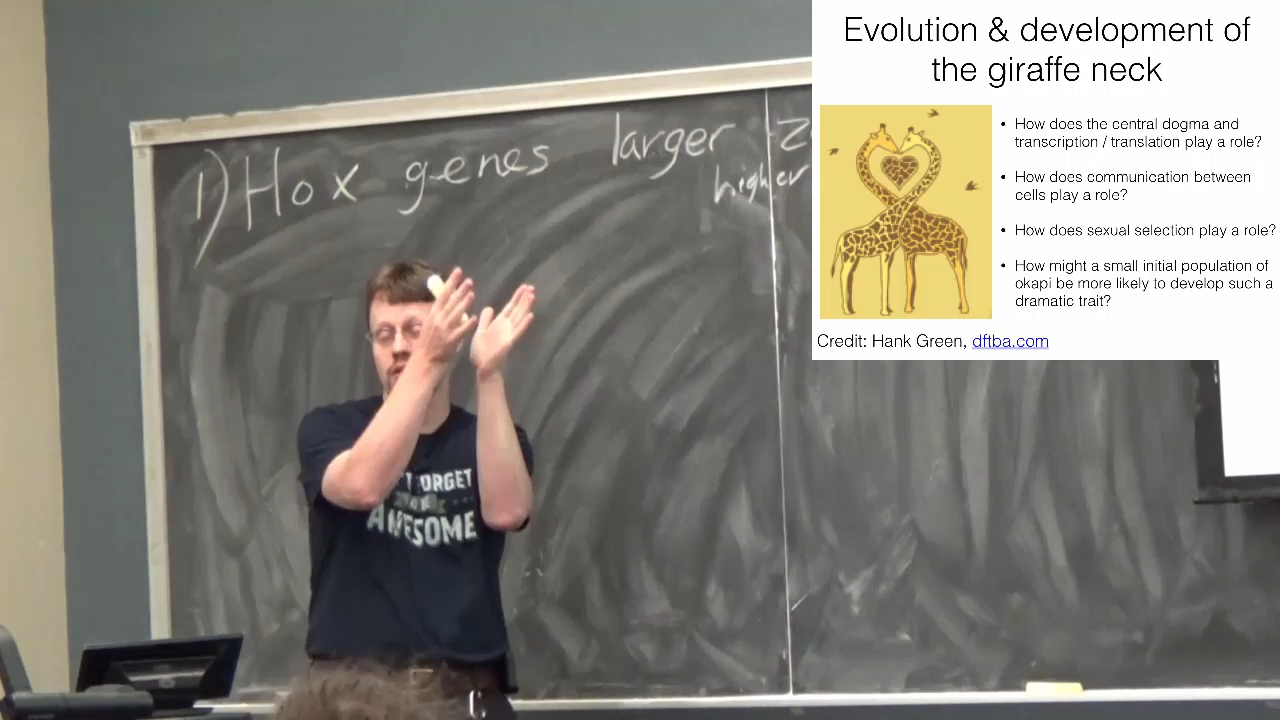 Evolution & development of
the giraffe neck
• How does the central dogma and
transcription / translation play a role?
• How does communication between
cells play a role?
• How does sexual selection play a role?
• How might a small initial population of
okapi be more likely to develop such a
dramatic trait?
Credit: Hank Green, dftba.com
1) Hox genes larger 2
higher
ORGET
AWESOME